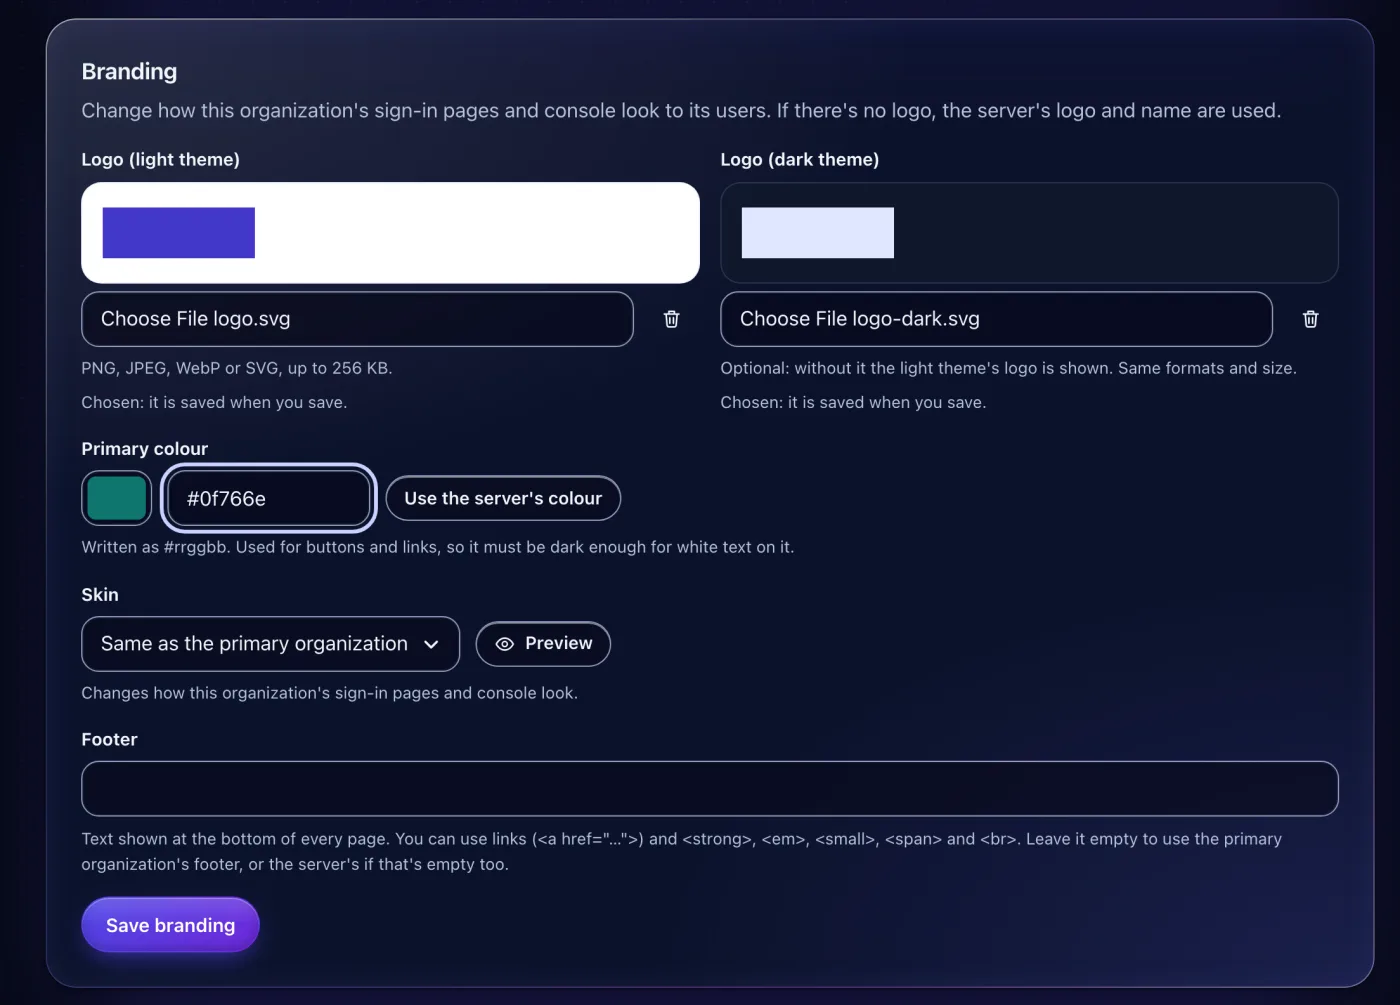 Branding
Change how this organization's sign-in pages and console look to its users. If there's no logo, the server's logo and name are used.
Logo (light theme)
Logo (dark theme)
Choose File logo.svg
Choose File logo-dark.svg
PNG, JPEG, WebP or SVG, up to 256 KB.
Optional: without it the light theme's logo is shown. Same formats and size.
Chosen: it is saved when you save.
Chosen: it is saved when you save.
Primary colour
#0f766e
Use the server's colour
Written as #rrggbb. Used for buttons and links, so it must be dark enough for white text on it.
Skin
Same as the primary organization
Preview
Changes how this organization's sign-in pages and console look.
Footer
Text shown at the bottom of every page. You can use links (<a href="...">) and <strong>, <em>, <small>, <span> and <br>. Leave it empty to use the primary
organization's footer, or the server's if that's empty too.
Save branding